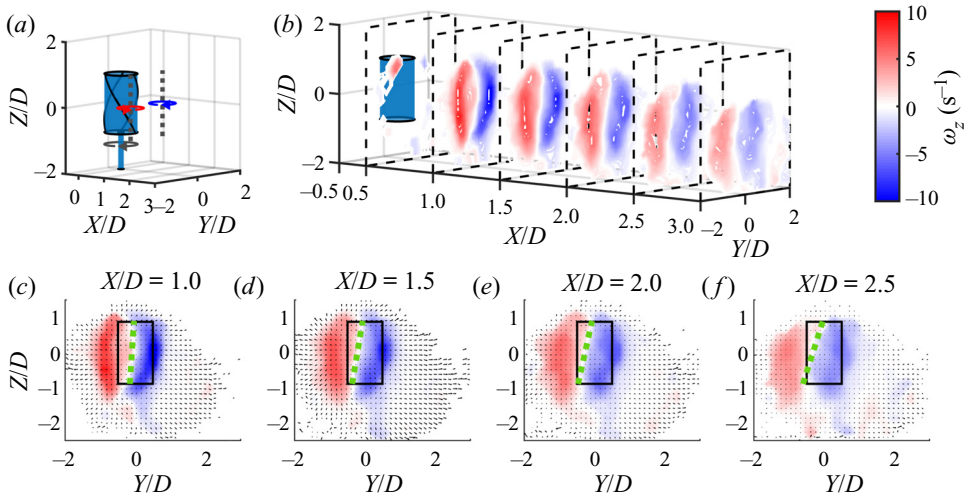 (a)
2
0
−2
Z/D
0
1
2
3
−2
0
2
X/D
Y/D
(b)
2
0
−2
Z/D
−0.5
0.5
1.0
1.5
2.0
2.5
3.0
−2
0
2
X/D
Y/D
10
5
0
−5
−10
ω_z (s⁻¹)
(c)
X/D = 1.0
(d)
X/D = 1.5
(e)
X/D = 2.0
(f)
X/D = 2.5
1
0
−1
−2
Z/D
1
0
−1
−2
1
0
−1
−2
1
0
−1
−2
−2
0
2
−2
0
2
−2
0
2
−2
0
2
Y/D
Y/D
Y/D
Y/D